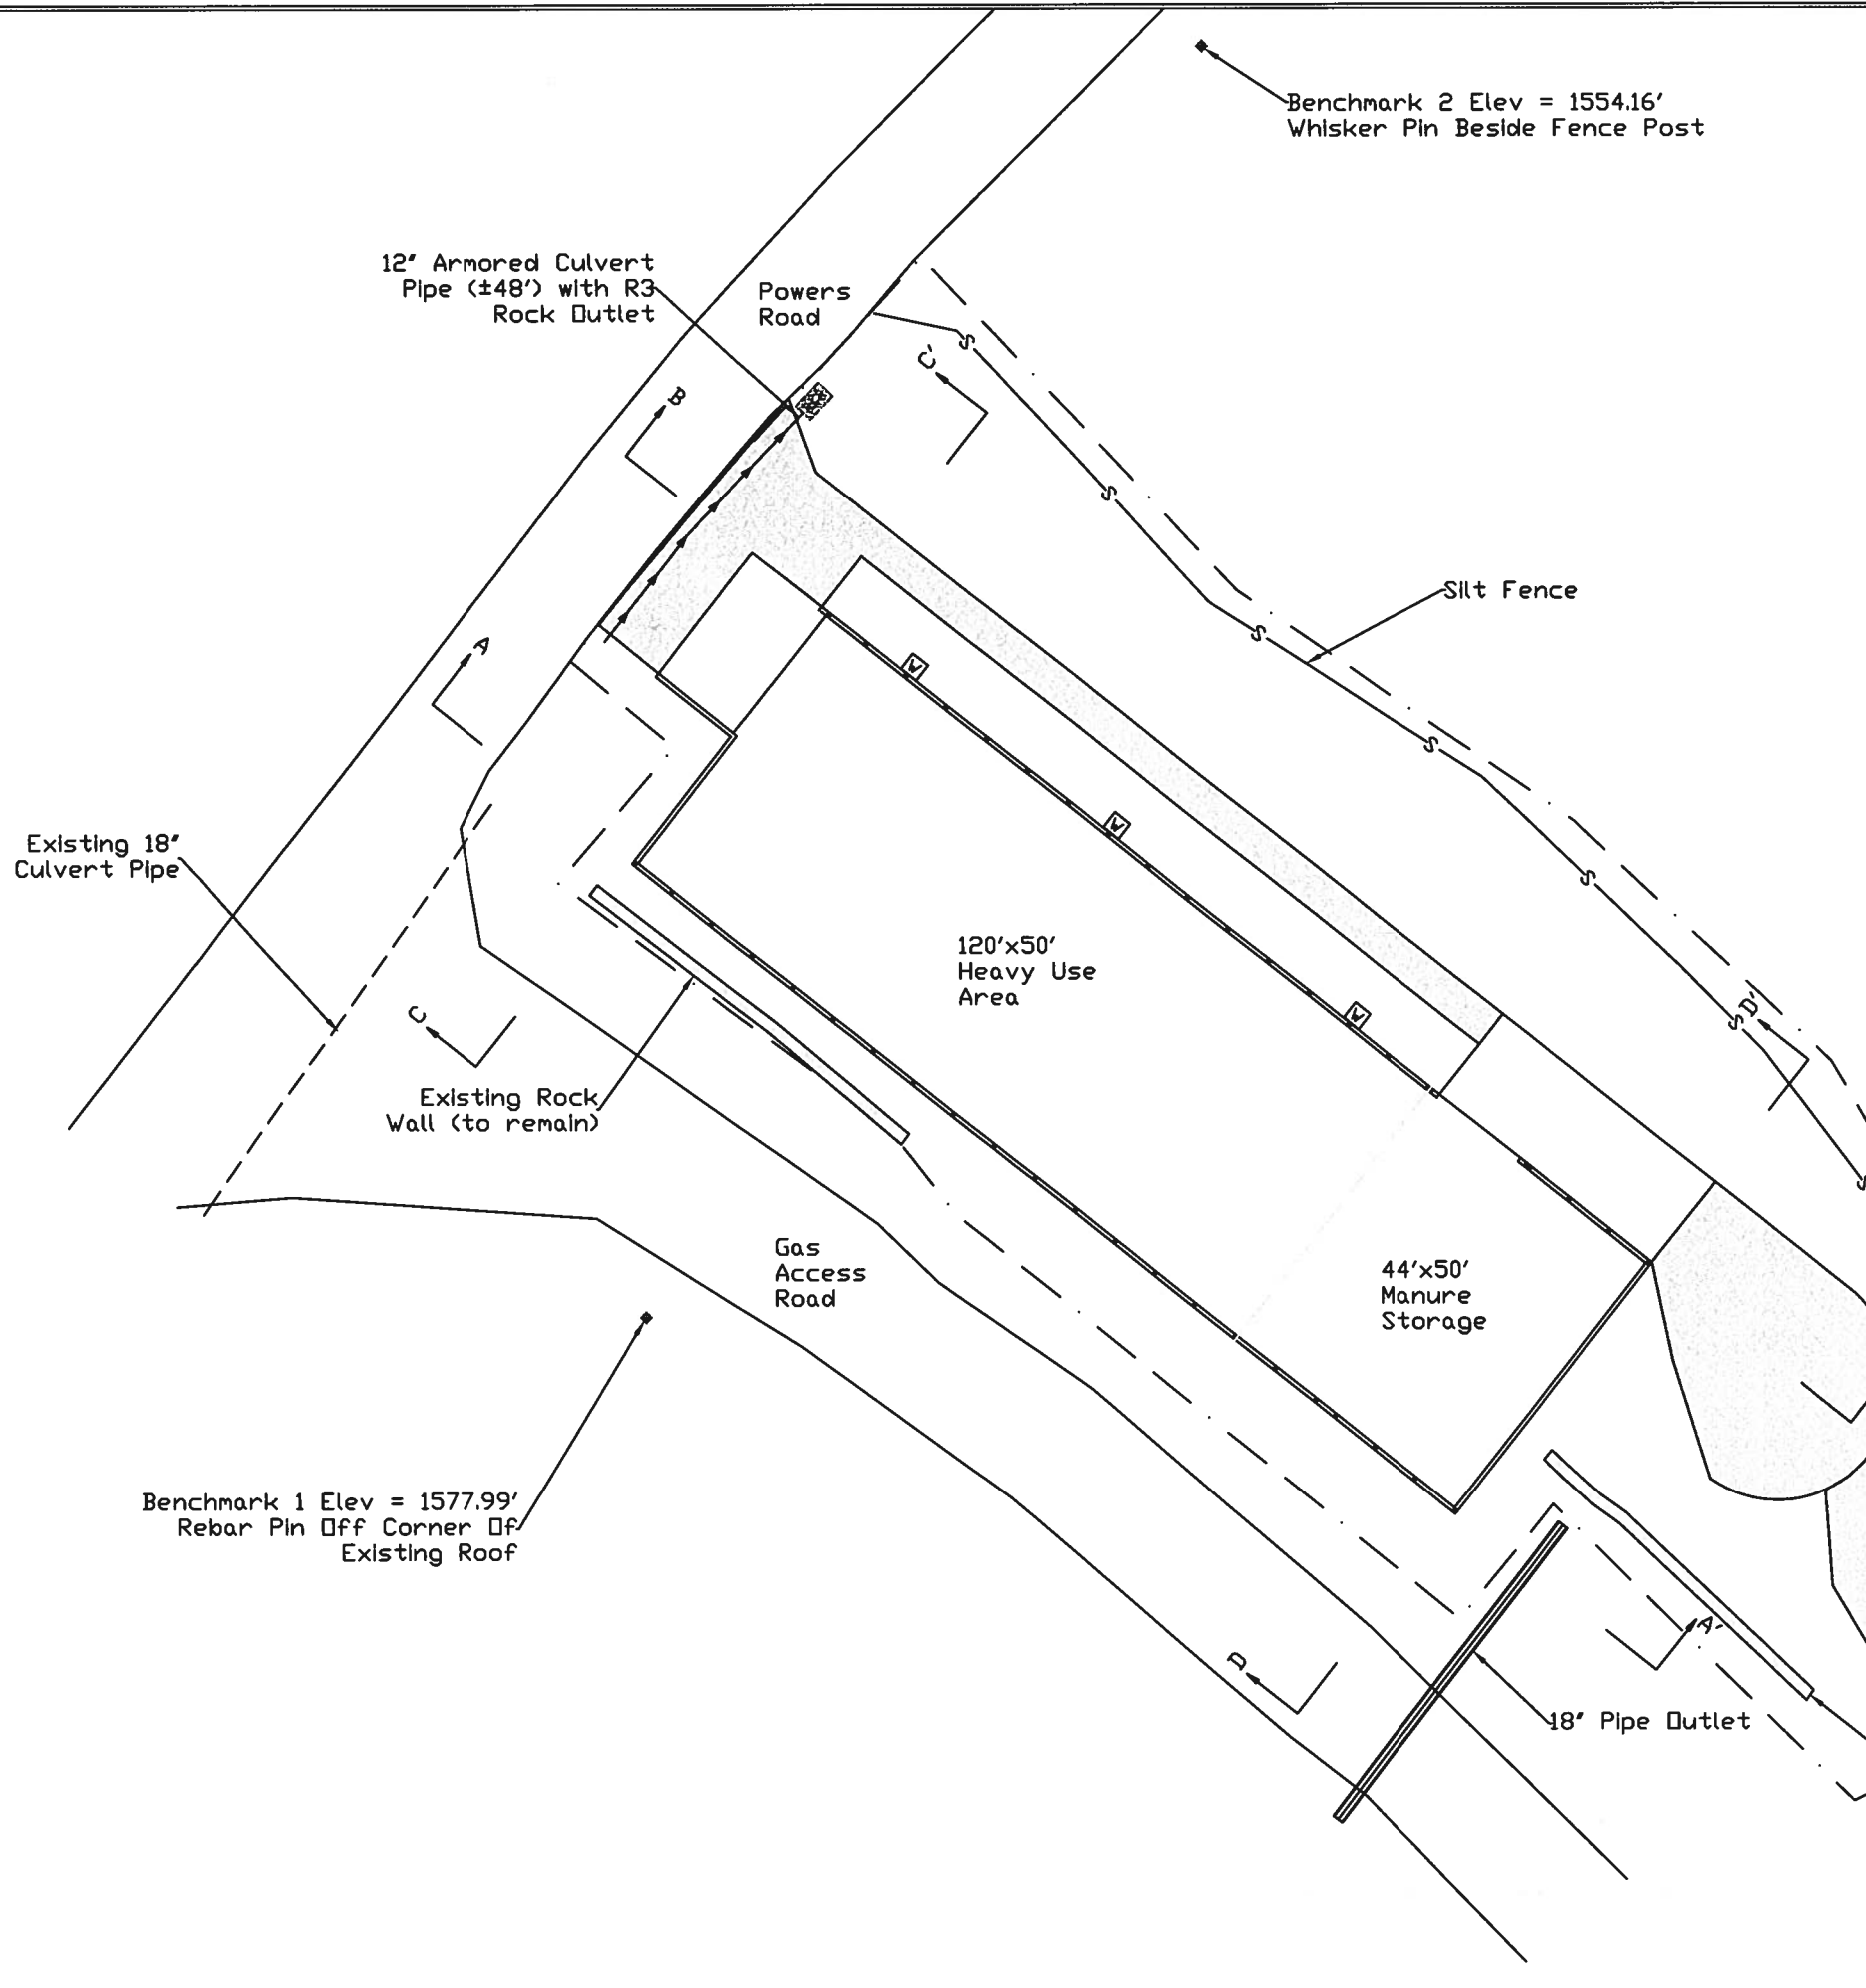 Benchmark 2 Elev = 1554.16'
Whisker Pin Beside Fence Post
12" Armored Culvert
Pipe (±48') with R3
Rock Outlet
Powers
Road
S
C'
B
S
Silt Fence
A
S
W
S
W
Existing 18"
Culvert Pipe
S
120'x50'
Heavy Use
Area
W
S
D'
C
Existing Rock
Wall (to remain)
S
Gas
Access
Road
44'x50'
Manure
Storage
Benchmark 1 Elev = 1577.99'
Rebar Pin Off Corner Of
Existing Roof
A'
D
18" Pipe Outlet